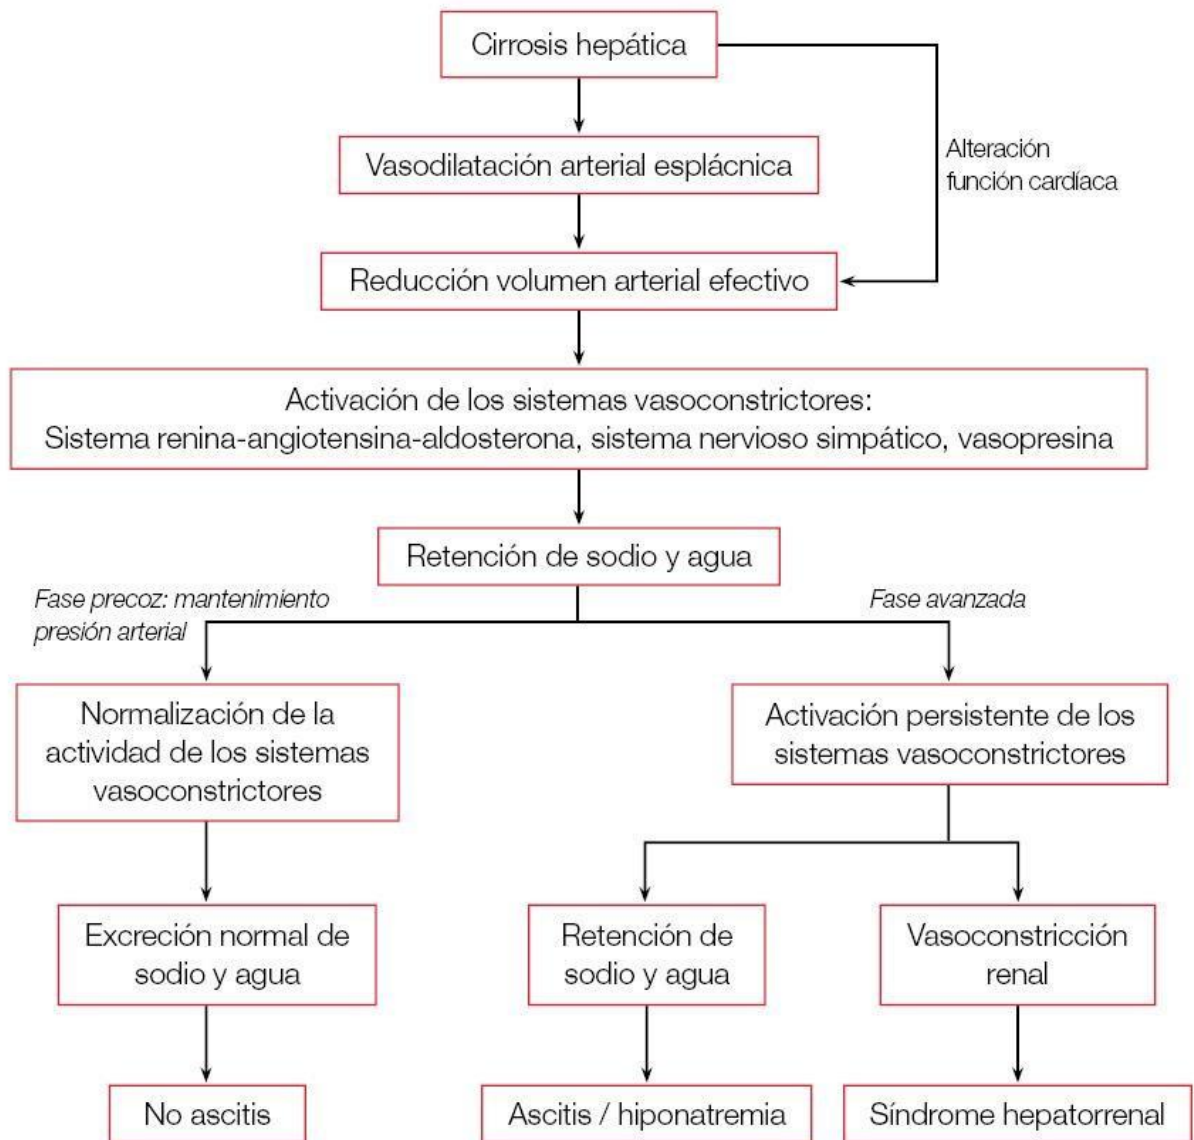 Cirrosis hepática
Alteración
función cardíaca
Vasodilatación arterial esplácnica
Reducción volumen arterial efectivo
Activación de los sistemas vasoconstrictores:
Sistema renina-angiotensina-aldosterona, sistema nervioso simpático, vasopresina
Retención de sodio y agua
Fase precoz: mantenimiento
presión arterial
Fase avanzada
Normalización de la
actividad de los sistemas
vasoconstrictores
Activación persistente de los
sistemas vasoconstrictores
Excreción normal de
sodio y agua
Retención de
sodio y agua
Vasoconstricción
renal
No ascitis
Ascitis / hiponatremia
Síndrome hepatorrenal